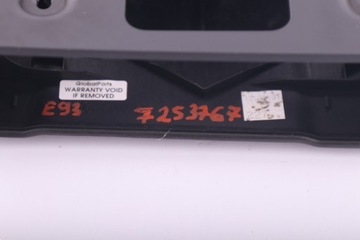 GlobalParts
WARRANTY VOID
IF REMOVED
E93 7253767